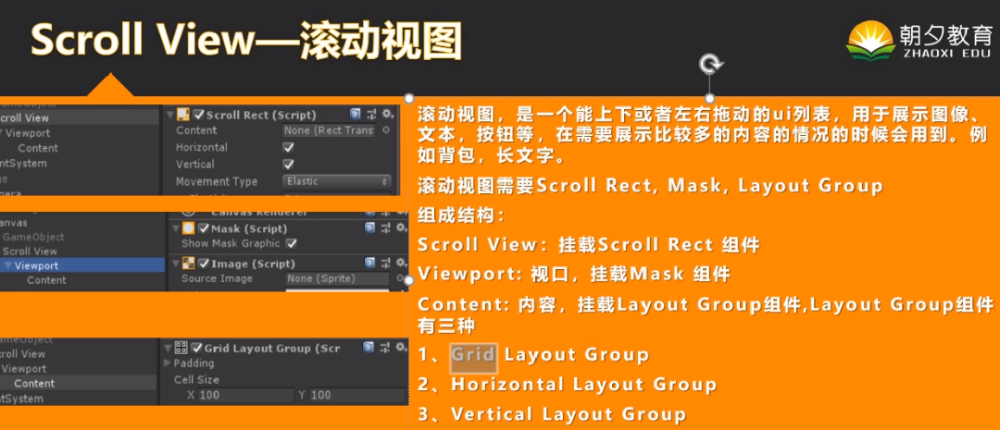 Scroll View—滚动视图
朝夕教育
ZHAOXI EDU
GameObject
Scroll View
Viewport
Content
EventSystem
Scroll Rect (Script)
Content None (Rect Trans
Horizontal
Vertical
Movement Type Elastic
GameObject
Scroll View
Viewport
Content
Canvas Renderer
Mask (Script)
Show Mask Graphic
Image (Script)
Source Image None (Sprite)
Scroll View
Viewport
Content
Grid Layout Group (Scr
Padding
Cell Size
X 100 Y 100
滚动视图，是一个能上下或者左右拖动的ui列表，用于展示图像、
文本，按钮等，在需要展示比较多的内容的情况的时候会用到。例
如背包，长文字。
滚动视图需要Scroll Rect, Mask, Layout Group
组成结构：
Scroll View：挂载Scroll Rect 组件
Viewport: 视口，挂载Mask 组件
Content: 内容，挂载Layout Group组件,Layout Group组件
有三种
1、Grid Layout Group
2、Horizontal Layout Group
3、Vertical Layout Group